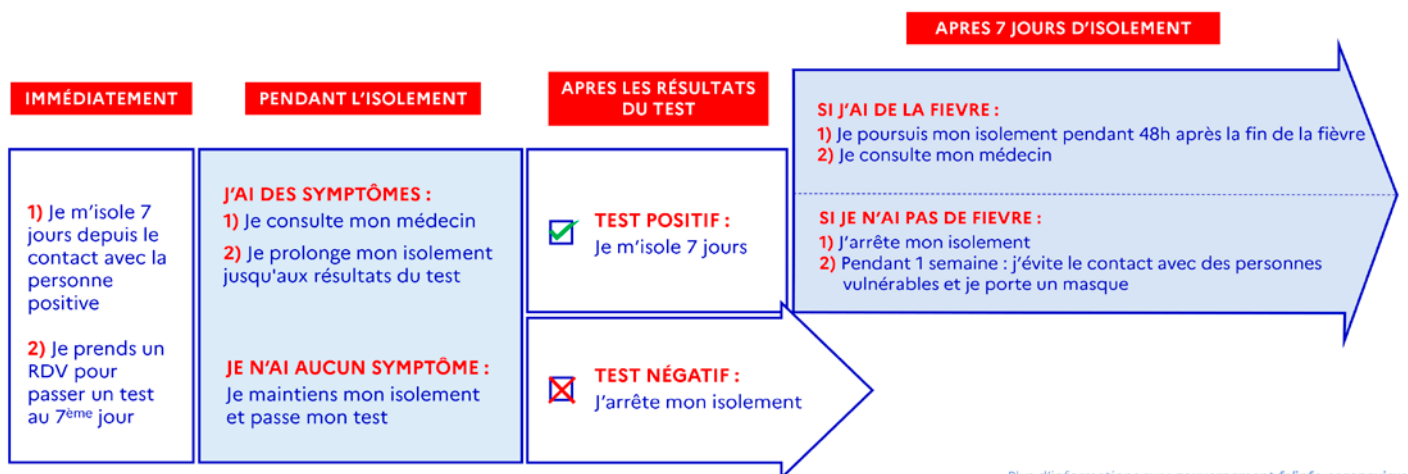 IMMÉDIATEMENT
1) Je m'isole 7
jours depuis le
contact avec la
personne
positive
2) Je prends un
RDV pour
passer un test
au 7ème jour
PENDANT L'ISOLEMENT
J'AI DES SYMPTÔMES :
1) Je consulte mon médecin
2) Je prolonge mon isolement
jusqu'aux résultats du test
JE N'AI AUCUN SYMPTÔME :
Je maintiens mon isolement
et passe mon test
APRES LES RÉSULTATS
DU TEST
TEST POSITIF :
Je m'isole 7 jours
TEST NÉGATIF :
J'arrête mon isolement
APRES 7 JOURS D'ISOLEMENT
SI J'AI DE LA FIEVRE :
1) Je poursuis mon isolement pendant 48h après la fin de la fièvre
2) Je consulte mon médecin
SI JE N'AI PAS DE FIEVRE :
1) J'arrête mon isolement
2) Pendant 1 semaine : j'évite le contact avec des personnes
vulnérables et je porte un masque